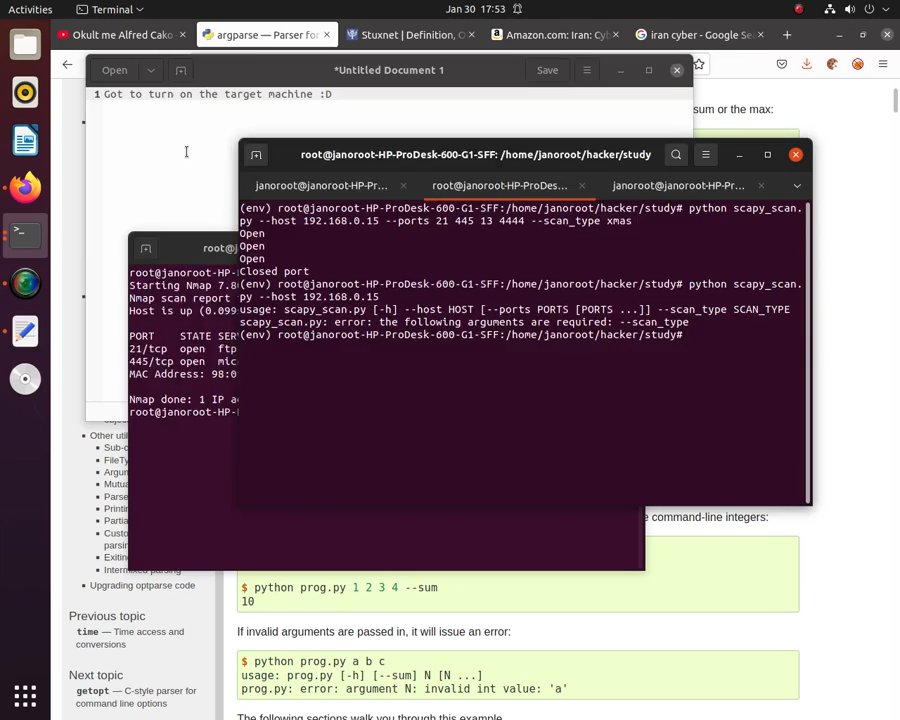 Activities
Terminal
Jan 30 17:53
Okult me Alfred Cako
argparse — Parser for
Stuxnet | Definition, O
Amazon.com: Iran: Cyb
iran cyber - Google Sea
Open
*Untitled Document 1
Save
1 Got to turn on the target machine :D
sum or the max:
root@janoroot-HP-ProDesk-600-G1-SFF: /home/janoroot/hacker/study
janoroot@janoroot-HP-Pr...
root@janoroot-HP-ProDes...
janoroot@janoroot-HP-Pr...
(env) root@janoroot-HP-ProDesk-600-G1-SFF:/home/janoroot/hacker/study# python scapy_scan.
py --host 192.168.0.15 --ports 21 445 13 4444 --scan_type xmas
Open
Open
Open
Closed port
(env) root@janoroot-HP-ProDesk-600-G1-SFF:/home/janoroot/hacker/study# python scapy_scan.
py --host 192.168.0.15
usage: scapy_scan.py [-h] --host HOST [--ports PORTS [PORTS ...]] --scan_type SCAN_TYPE
scapy_scan.py: error: the following arguments are required: --scan_type
(env) root@janoroot-HP-ProDesk-600-G1-SFF:/home/janoroot/hacker/study#
root@j
root@janoroot-HP-
Starting Nmap 7.8
Nmap scan report
Host is up (0.099
PORT STATE SER
21/tcp open ftp
445/tcp open mic
MAC Address: 98:0
Nmap done: 1 IP a
root@janoroot-HP-
Other util
Sub-c
FileTy
Argum
Mutua
Parse
Printin
Partia
Custo
parsin
Exitin
Intermixed parsing
Upgrading optparse code
Previous topic
time — Time access and
conversions
Next topic
getopt — C-style parser for
command line options
e command-line integers:
$ python prog.py 1 2 3 4 --sum
10
If invalid arguments are passed in, it will issue an error:
$ python prog.py a b c
usage: prog.py [-h] [--sum] N [N ...]
prog.py: error: argument N: invalid int value: 'a'
The following sections walk you through this example